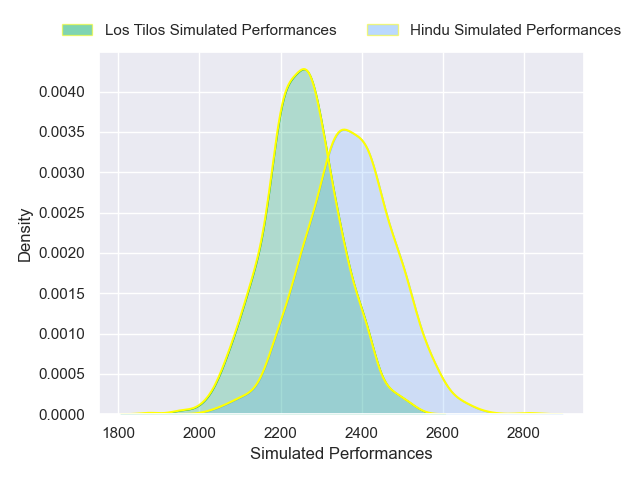 Los Tilos Simulated Performances
Hindu Simulated Performances
Density
0.0040
0.0035
0.0030
0.0025
0.0020
0.0015
0.0010
0.0005
0.0000
1800 2000 2200 2400 2600 2800
Simulated Performances